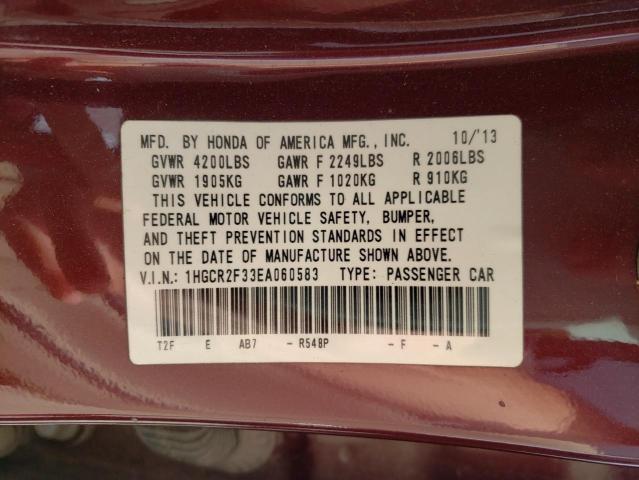 MFD. BY HONDA OF AMERICA MFG., INC. 10/'13
GVWR 4200LBS GAWR F 2249LBS R 2006LBS
GVWR 1905KG GAWR F 1020KG R 910KG
THIS VEHICLE CONFORMS TO ALL APPLICABLE
FEDERAL MOTOR VEHICLE SAFETY, BUMPER,
AND THEFT PREVENTION STANDARDS IN EFFECT
ON THE DATE OF MANUFACTURE SHOWN ABOVE.
V.I.N.: 1HGCR2F33EA060583 TYPE: PASSENGER CAR
T2F E AB7 - R548P - F - A